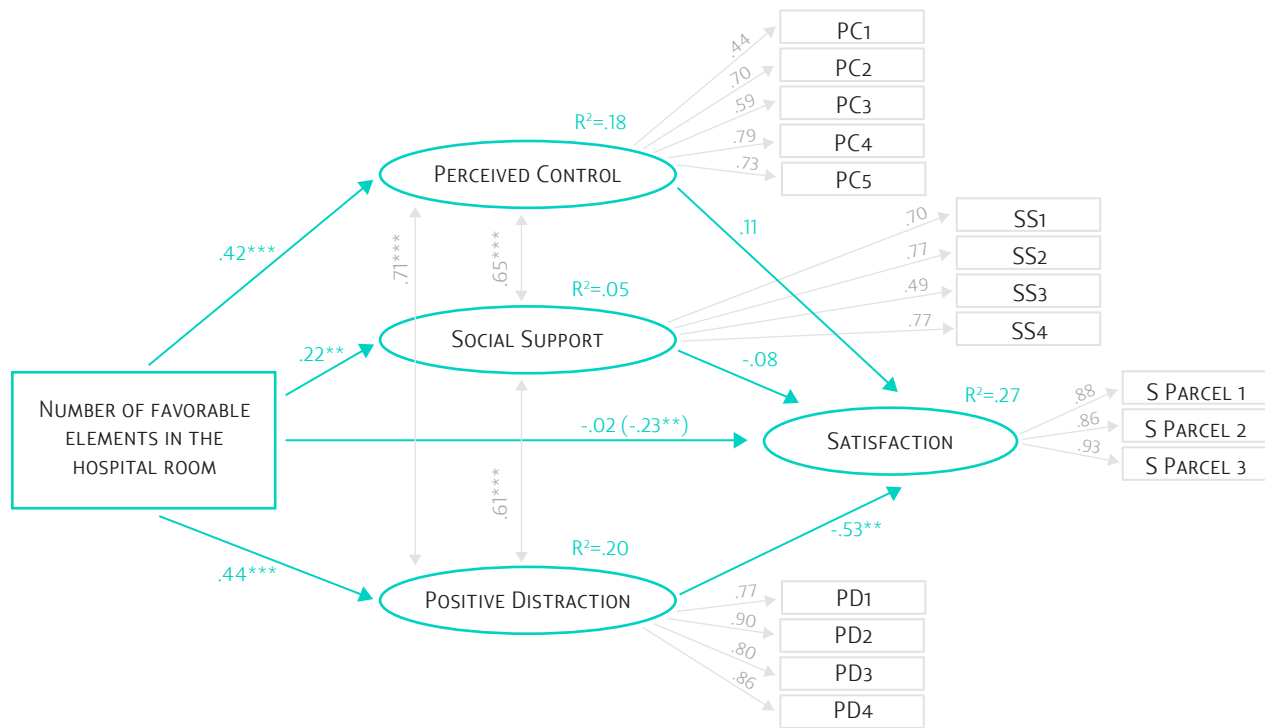 PC1
.44
PC2
.70
PC3
.59
R²=.18
PC4
.79
PC5
.73
PERCEIVED CONTROL
SS1
.70
SS2
.77
SS3
.49
SS4
.77
.11
.42***
.71***
.65***
R²=.05
SOCIAL SUPPORT
.22**
-.08
NUMBER OF FAVORABLE
ELEMENTS IN THE
HOSPITAL ROOM
-.02 (-.23**)
R²=.27
SATISFACTION
.88
S PARCEL 1
.86
S PARCEL 2
.93
S PARCEL 3
.61***
-.53**
R²=.20
.44***
POSITIVE DISTRACTION
.77
PD1
.90
PD2
.80
PD3
.86
PD4